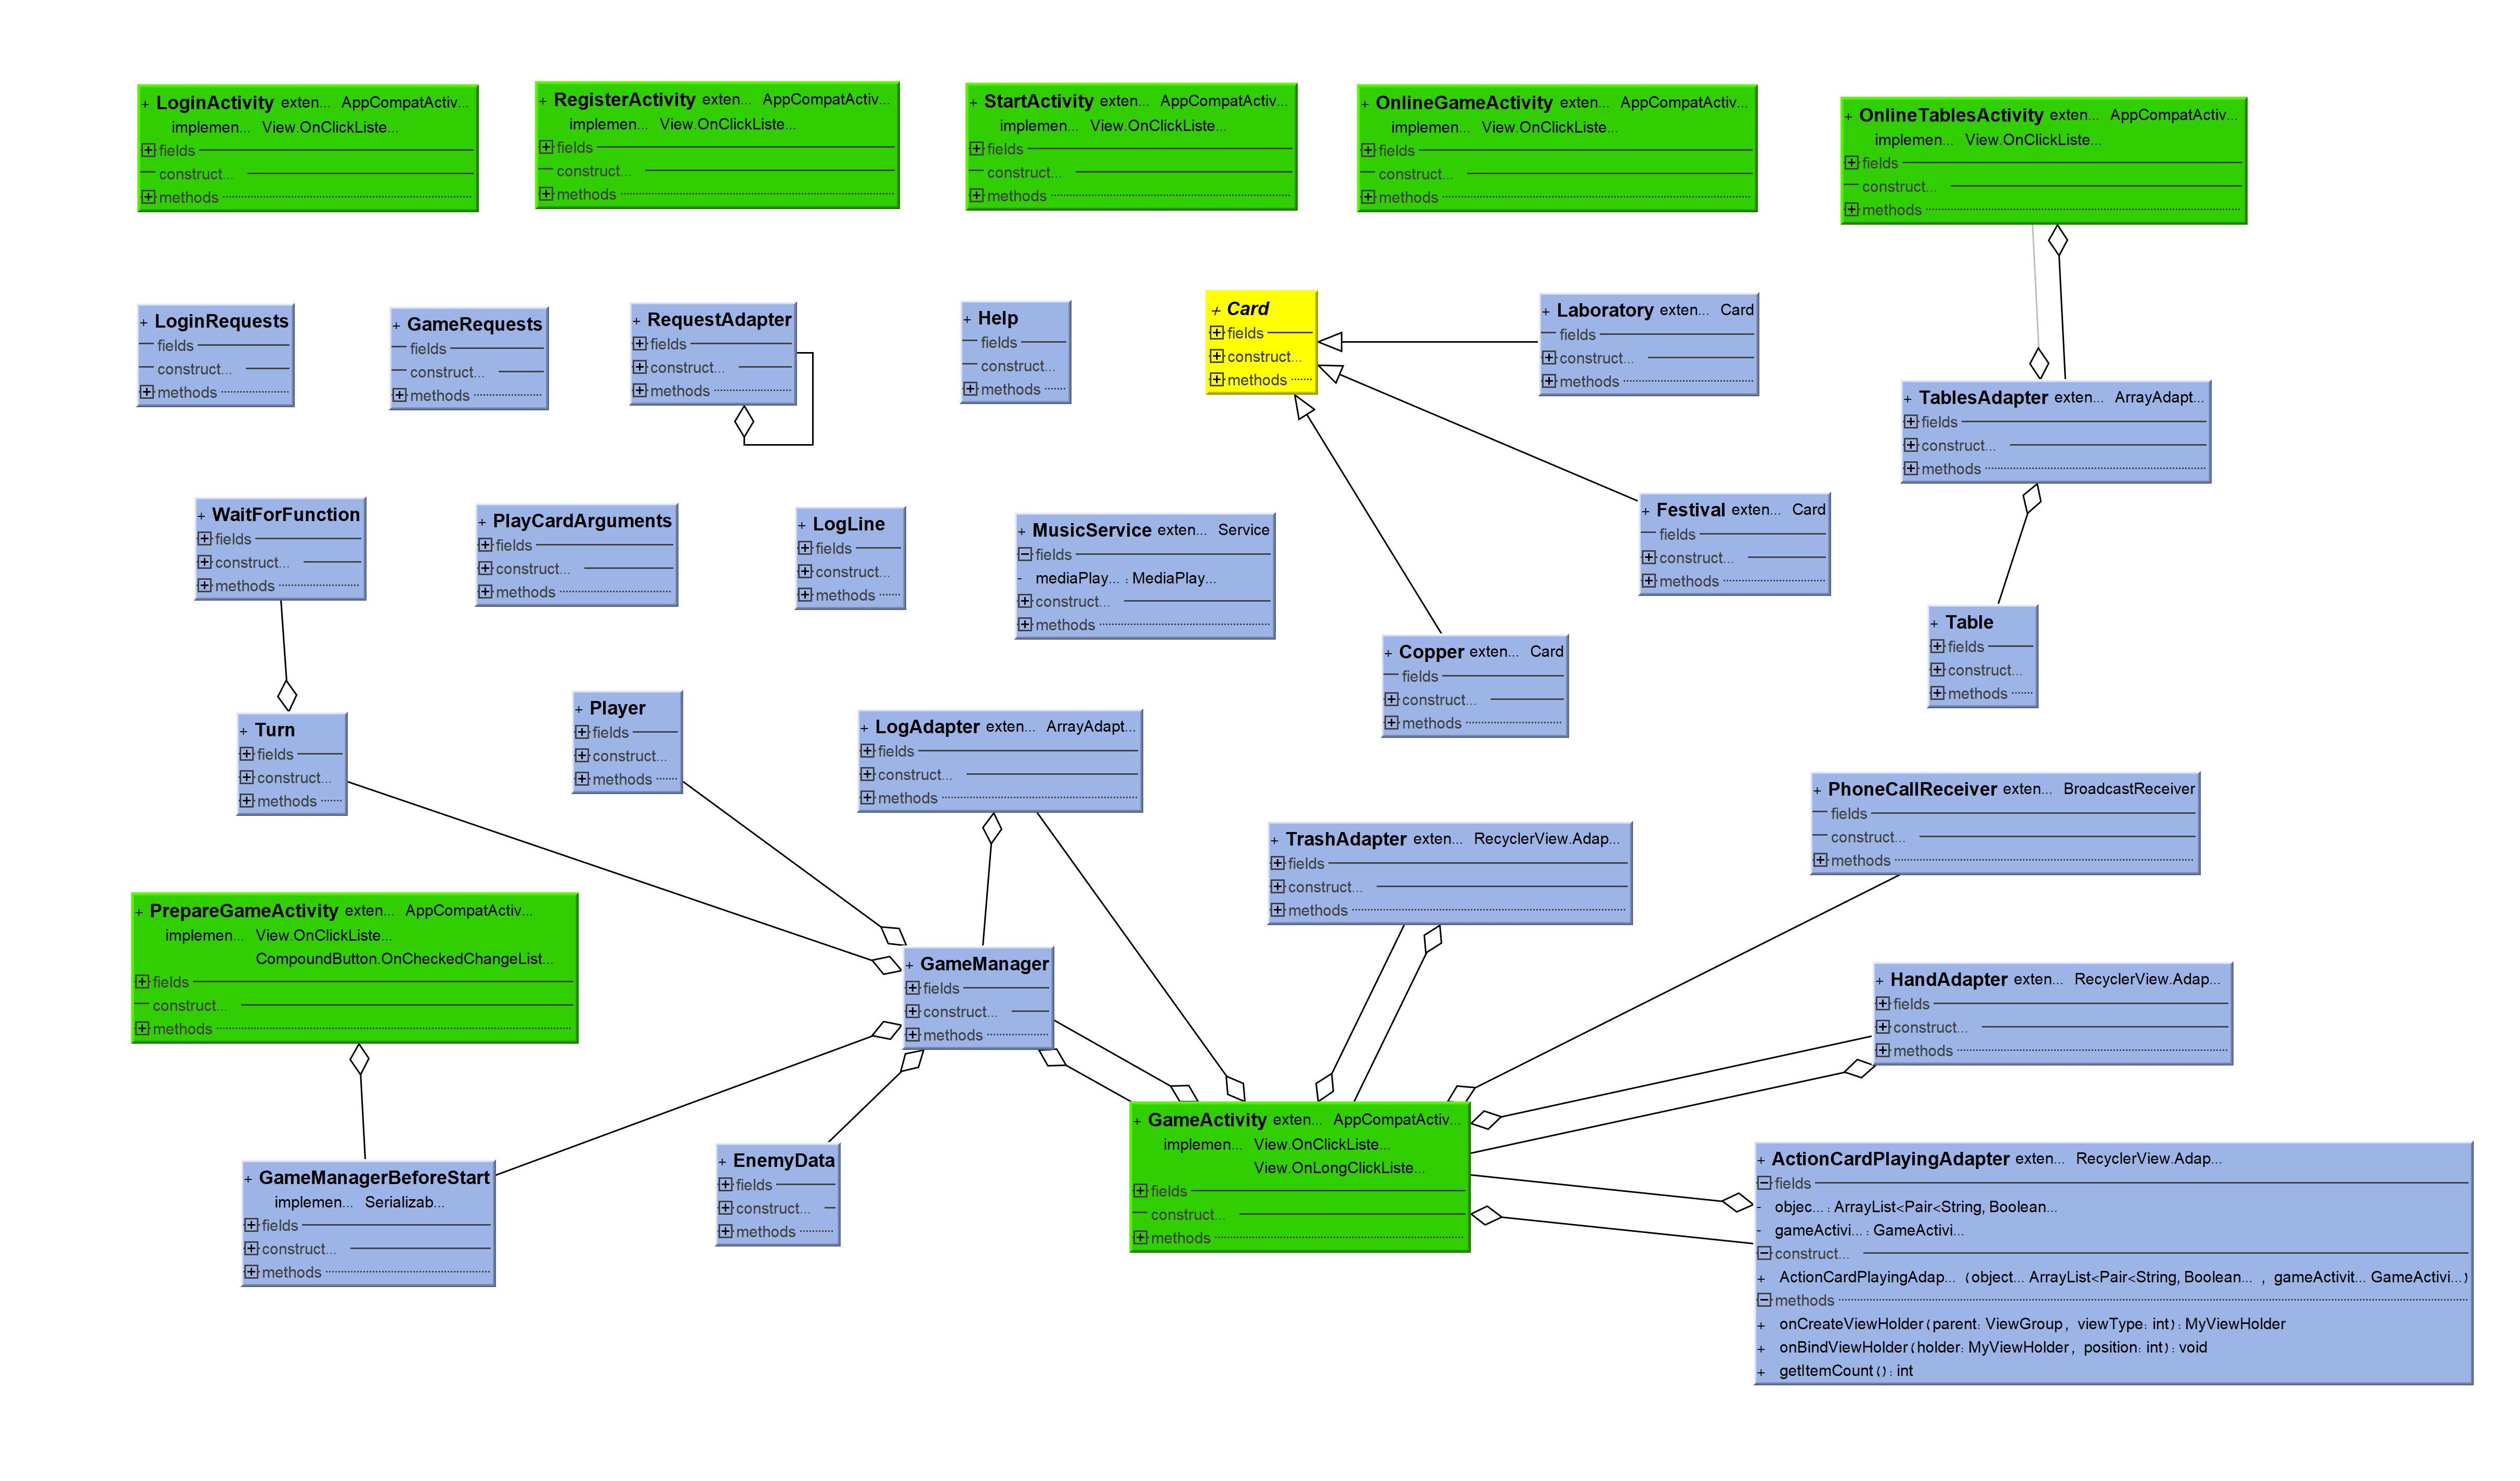 + LoginActivity exten... AppCompatActiv...
implemen... View.OnClickListe...
+ fields
construct...
+ methods
+ RegisterActivity exten... AppCompatActiv...
implemen... View.OnClickListe...
+ fields
construct...
+ methods
+ StartActivity exten... AppCompatActiv...
implemen... View.OnClickListe...
+ fields
construct...
+ methods
+ OnlineGameActivity exten... AppCompatActiv...
implemen... View.OnClickListe...
+ fields
construct...
+ methods
+ OnlineTablesActivity exten... AppCompatActiv...
implemen... View.OnClickListe...
+ fields
construct...
+ methods
+ LoginRequests
fields
construct...
+ methods
+ GameRequests
fields
construct...
+ methods
+ RequestAdapter
+ fields
+ construct...
+ methods
+ Help
fields
construct...
+ methods
+ Card
+ fields
+ construct...
+ methods
+ Laboratory exten... Card
fields
+ construct...
+ methods
+ TablesAdapter exten... ArrayAdapt...
+ fields
+ construct...
+ methods
+ WaitForFunction
+ fields
+ construct...
+ methods
+ PlayCardArguments
+ fields
+ construct...
+ methods
+ LogLine
+ fields
+ construct...
+ methods
+ MusicService exten... Service
- fields
- mediaPlay... : MediaPlay...
+ construct...
+ methods
+ Festival exten... Card
fields
+ construct...
+ methods
+ Copper exten... Card
fields
+ construct...
+ methods
+ Table
+ fields
+ construct...
+ methods
+ Turn
+ fields
+ construct...
+ methods
+ Player
+ fields
+ construct...
+ methods
+ LogAdapter exten... ArrayAdapt...
+ fields
+ construct...
+ methods
+ TrashAdapter exten... RecyclerView.Adap...
+ fields
+ construct...
+ methods
+ PhoneCallReceiver exten... BroadcastReceiver
fields
construct...
+ methods
+ PrepareGameActivity exten... AppCompatActiv...
implemen... View.OnClickListe...
CompoundButton.OnCheckedChangeList...
+ fields
construct...
+ methods
+ GameManager
+ fields
+ construct...
+ methods
+ HandAdapter exten... RecyclerView.Adap...
+ fields
+ construct...
+ methods
+ GameManagerBeforeStart
implemen... Serializab...
+ fields
+ construct...
+ methods
+ EnemyData
+ fields
+ construct...
+ methods
+ GameActivity exten... AppCompatActiv...
implemen... View.OnClickListe...
View.OnLongClickListe...
+ fields
construct...
+ methods
+ ActionCardPlayingAdapter exten... RecyclerView.Adap...
- fields
- objec... : ArrayList<Pair<String, Boolean...
- gameActivi... : GameActivi...
- construct...
+ ActionCardPlayingAdap... (object... ArrayList<Pair<String, Boolean... , gameActivit... GameActivi...)
- methods
+ onCreateViewHolder(parent: ViewGroup, viewType: int): MyViewHolder
+ onBindViewHolder(holder: MyViewHolder, position: int): void
+ getItemCount(): int